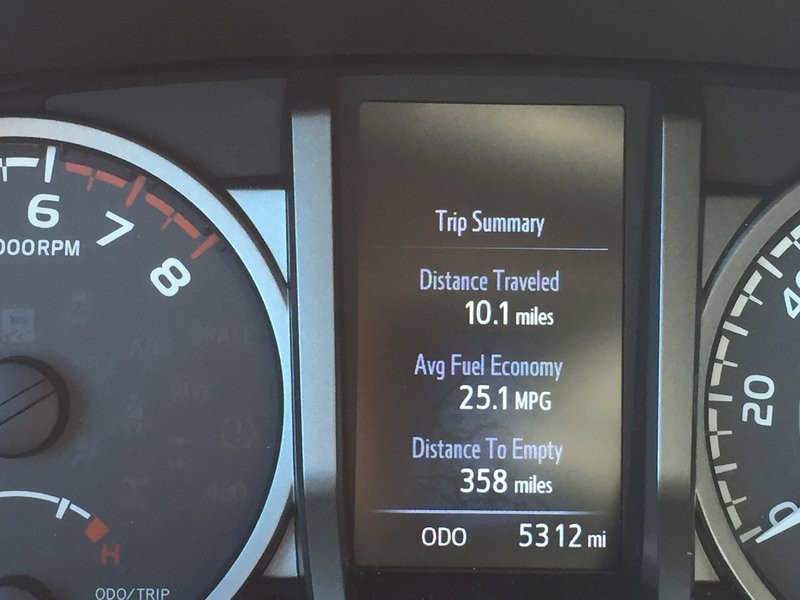 6
7
8
000RPM
Trip Summary
Distance Traveled
10.1 miles
Avg Fuel Economy
25.1 MPG
Distance To Empty
358 miles
ODO 5312 mi
H
ODO/TRIP
20
0